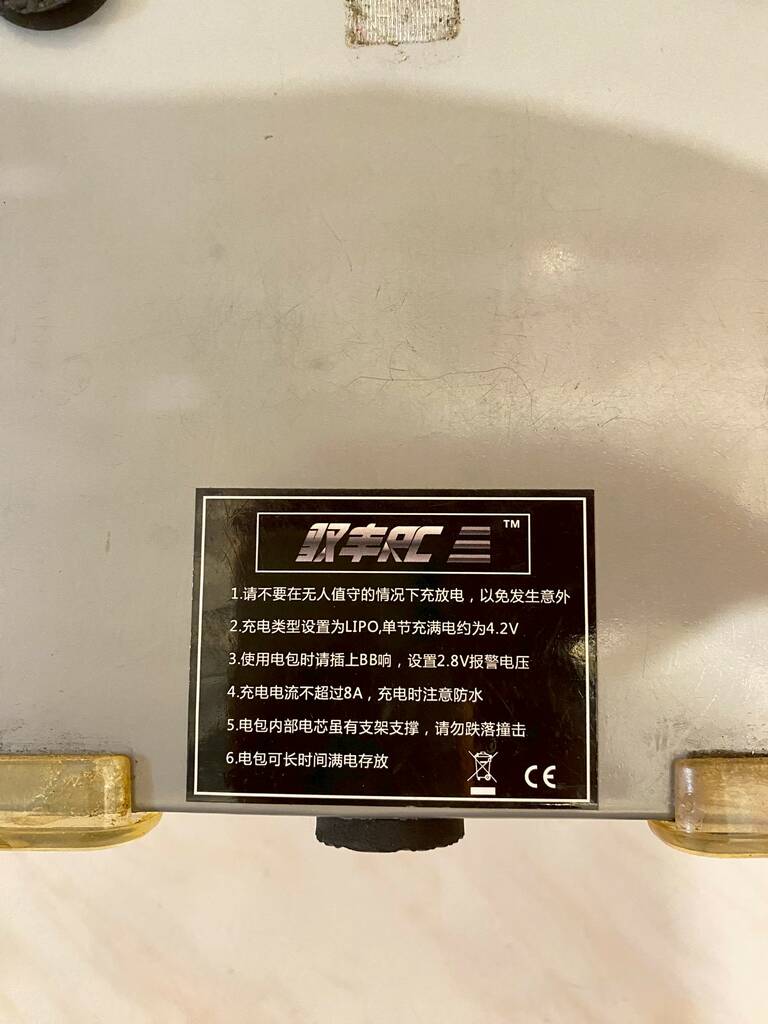 驭丰RC TM
1.请不要在无人值守的情况下充放电，以免发生意外
2.充电类型设置为LIPO,单节充满电约为4.2V
3.使用电包时请插上BB响，设置2.8V报警电压
4.充电电流不超过8A，充电时注意防水
5.电包内部电芯虽有支架支撑，请勿跌落撞击
6.电包可长时间满电存放
CE